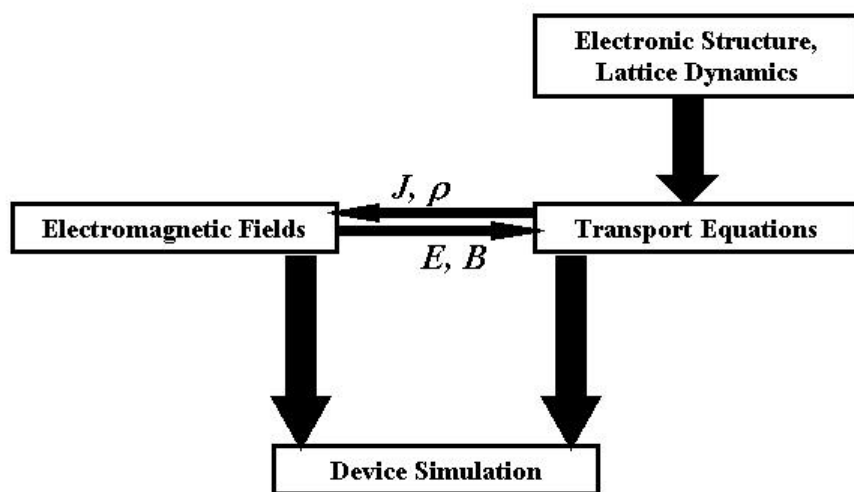 Electronic Structure,
Lattice Dynamics
J, ρ
Electromagnetic Fields
Transport Equations
E, B
Device Simulation